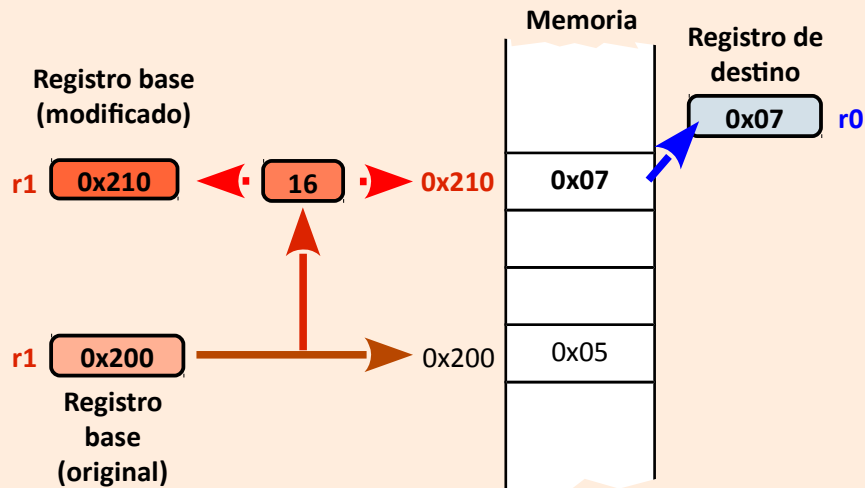 Memoria
Registro de
destino
0x07 r0
Registro base
(modificado)
r1 0x210 16 0x210 0x07
r1 0x200 0x200 0x05
Registro
base
(original)